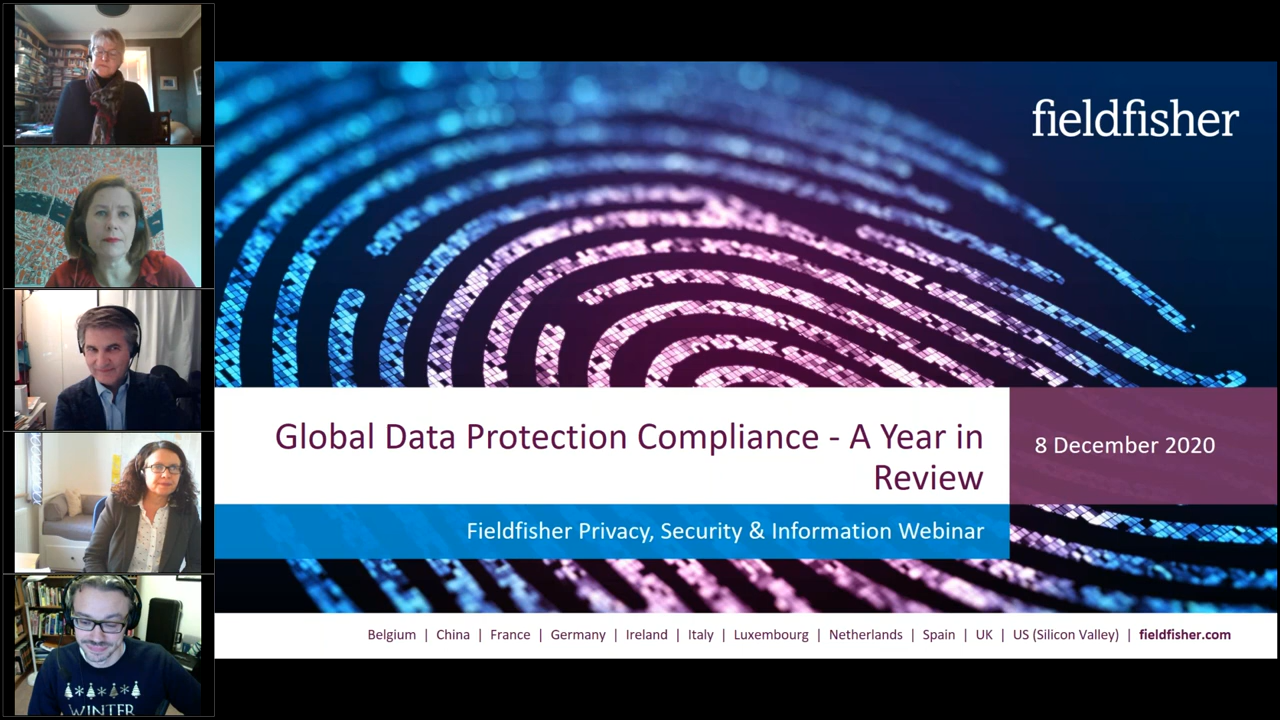 fieldfisher
Global Data Protection Compliance - A Year in
Review
8 December 2020
Fieldfisher Privacy, Security & Information Webinar
Belgium | China | France | Germany | Ireland | Italy | Luxembourg | Netherlands | Spain | UK | US (Silicon Valley) | fieldfisher.com
WINTER